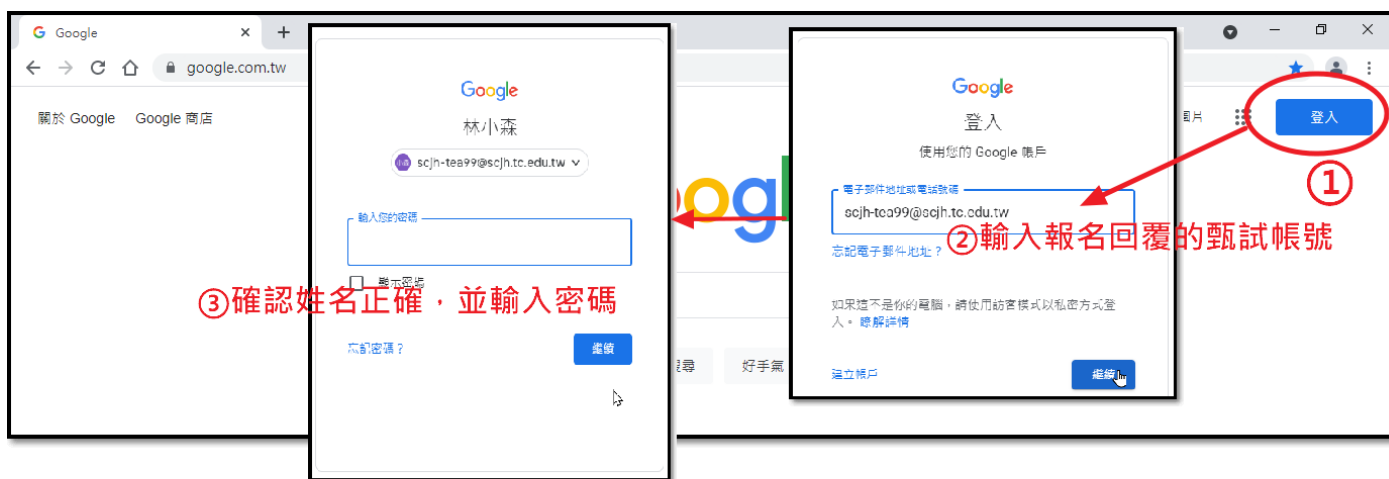 Google
google.com.tw
關於 Google Google 商店
圖片
登入
①
Google
登入
使用您的 Google 帳戶
電子郵件地址或電話號碼
scjh-tea99@scjh.tc.edu.tw
②輸入報名回覆的甄試帳號
忘記電子郵件地址？
如果這不是你的電腦，請使用訪客模式以私密方式登
入。瞭解詳情
建立帳戶
繼續
Google
林小森
小森 scjh-tea99@scjh.tc.edu.tw
輸入您的密碼
顯示密碼
③確認姓名正確，並輸入密碼
忘記密碼？
繼續
好手氣